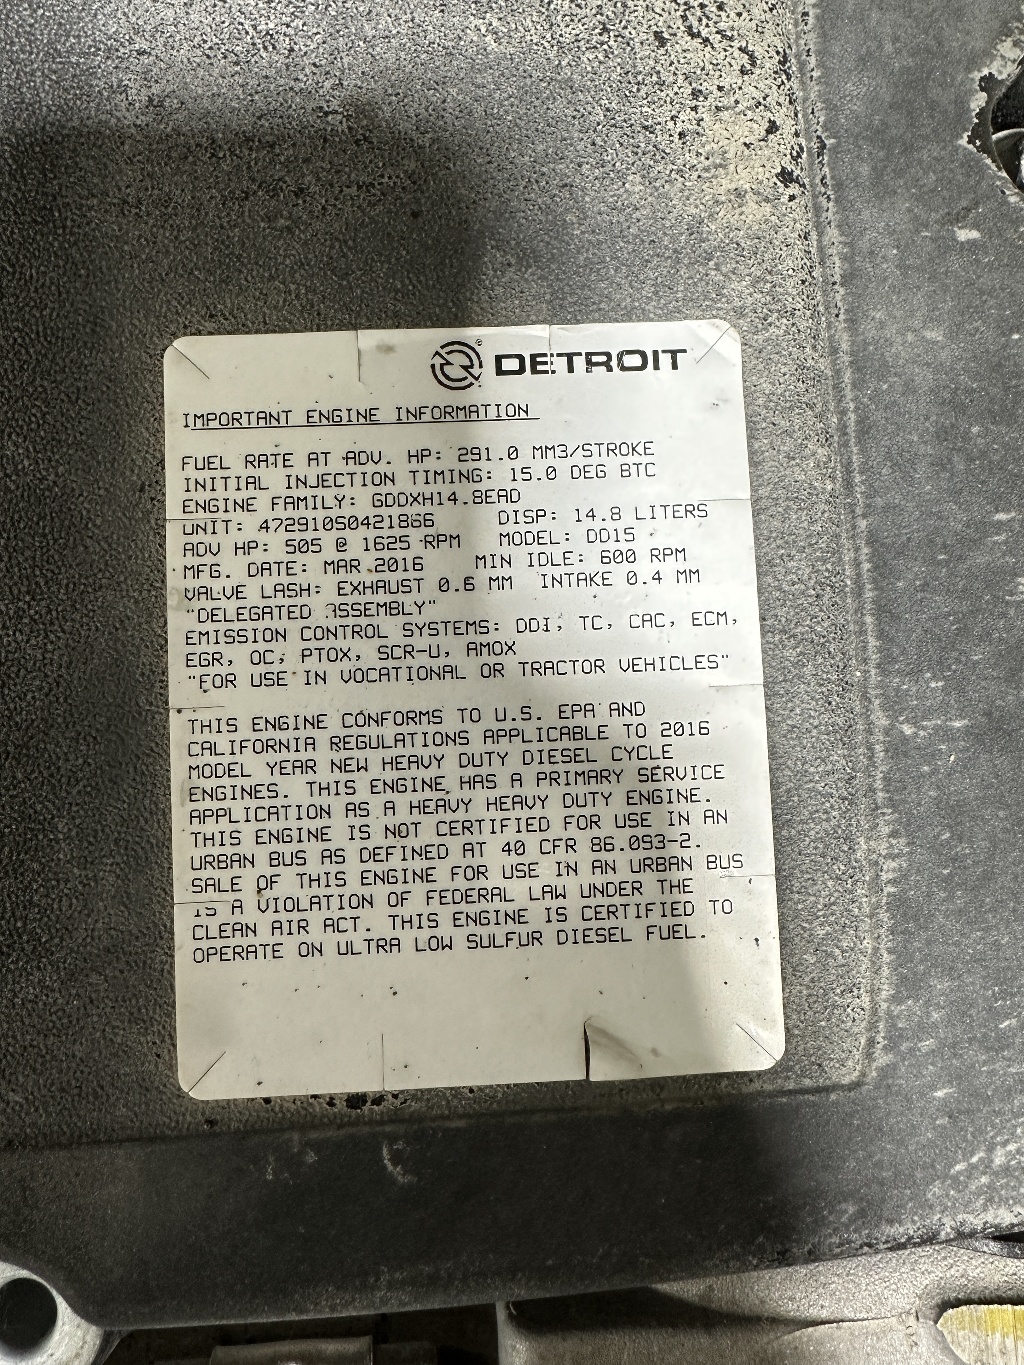 DETROIT
IMPORTANT ENGINE INFORMATION
FUEL RATE AT ADV. HP: 291.0 MM3/STROKE
INITIAL INJECTION TIMING: 15.0 DEG BTC
ENGINE FAMILY: GDDXH14.8EAD
UNIT: 472910S0421866 DISP: 14.8 LITERS
ADV HP: 505 @ 1625 RPM MODEL: DD15
MFG. DATE: MAR 2016 MIN IDLE: 600 RPM
VALVE LASH: EXHAUST 0.6 MM INTAKE 0.4 MM
"DELEGATED ASSEMBLY"
EMISSION CONTROL SYSTEMS: DDI, TC, CAC, ECM,
EGR, OC, PTOX, SCR-U, AMOX
"FOR USE IN VOCATIONAL OR TRACTOR VEHICLES"
THIS ENGINE CONFORMS TO U.S. EPA AND
CALIFORNIA REGULATIONS APPLICABLE TO 2016
MODEL YEAR NEW HEAVY DUTY DIESEL CYCLE
ENGINES. THIS ENGINE HAS A PRIMARY SERVICE
APPLICATION AS A HEAVY HEAVY DUTY ENGINE.
THIS ENGINE IS NOT CERTIFIED FOR USE IN AN
URBAN BUS AS DEFINED AT 40 CFR 86.093-2.
SALE OF THIS ENGINE FOR USE IN AN URBAN BUS
IS A VIOLATION OF FEDERAL LAW UNDER THE
CLEAN AIR ACT. THIS ENGINE IS CERTIFIED TO
OPERATE ON ULTRA LOW SULFUR DIESEL FUEL.